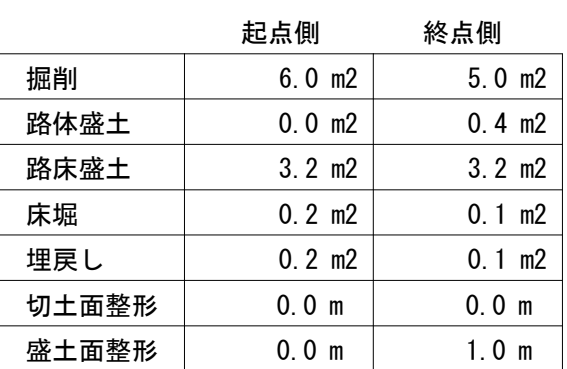 起点側 終点側
掘削 6.0 m2 5.0 m2
路体盛土 0.0 m2 0.4 m2
路床盛土 3.2 m2 3.2 m2
床堀 0.2 m2 0.1 m2
埋戻し 0.2 m2 0.1 m2
切土面整形 0.0 m 0.0 m
盛土面整形 0.0 m 1.0 m